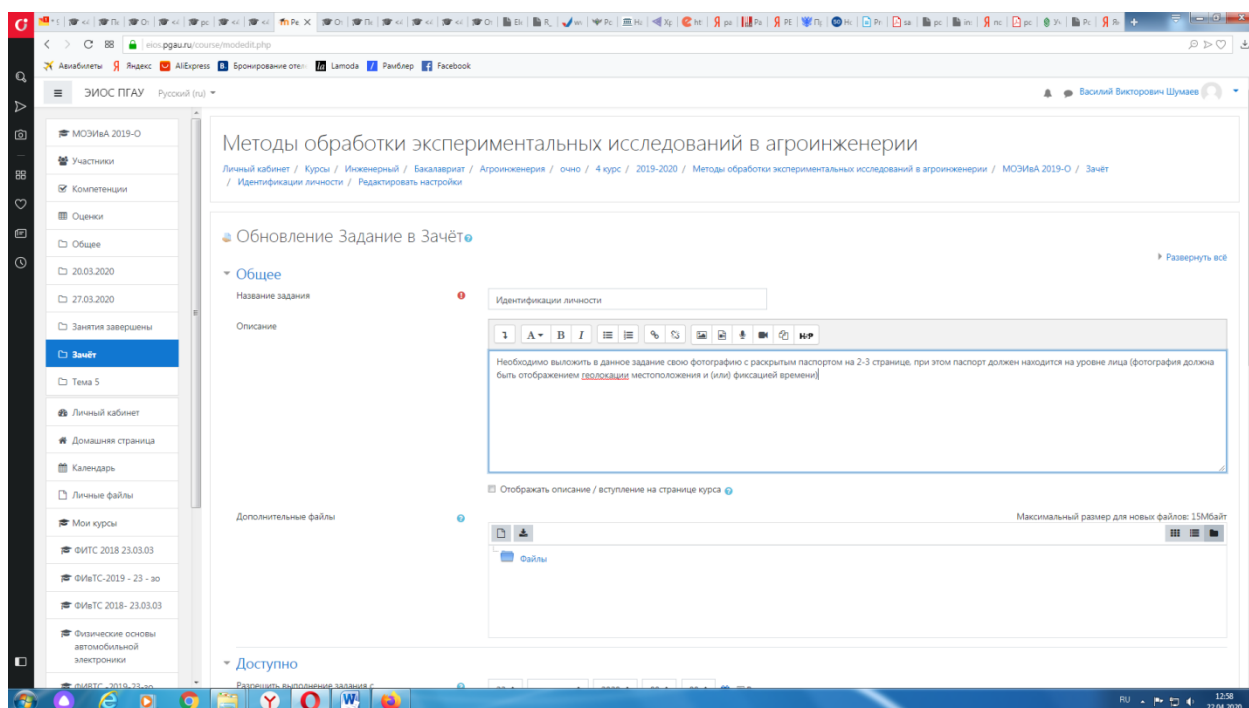 eios.pgau.ru/course/modedit.php
Авиабилеты Яндекс AliExpress Бронирование отел Lamoda Рамблер Facebook
ЭИОС ПГАУ Русский (ru)
Василий Викторович Шумаев
МОЭИвА 2019-О
Участники
Компетенции
Оценки
Общее
20.03.2020
27.03.2020
Занятия завершены
Зачёт
Тема 5
Личный кабинет
Домашняя страница
Календарь
Личные файлы
Мои курсы
ФИТС 2018 23.03.03
ФИвТС-2019 - 23 - зо
ФИвТС 2018- 23.03.03
Физические основы
автомобильной
электроники
Методы обработки экспериментальных исследований в агроинженерии
Личный кабинет / Курсы / Инженерный / Бакалавриат / Агроинженерия / очно / 4 курс / 2019-2020 / Методы обработки экспериментальных исследований в агроинженерии / МОЭИвА 2019-О / Зачёт
/ Идентификации личности / Редактировать настройки
Обновление Задание в Зачёт
Развернуть всё
Общее
Название задания
Идентификации личности
Описание
Необходимо выложить в данное задание свою фотографию с раскрытым паспортом на 2-3 странице, при этом паспорт должен находится на уровне лица (фотография должна
быть отображением геолокации местоположения и (или) фиксацией времени)
Отображать описание / вступление на странице курса
Дополнительные файлы
Максимальный размер для новых файлов: 15Мбайт
Файлы
Доступно
Разрешить выполнение задания с
RU
12:58
22.04.2020